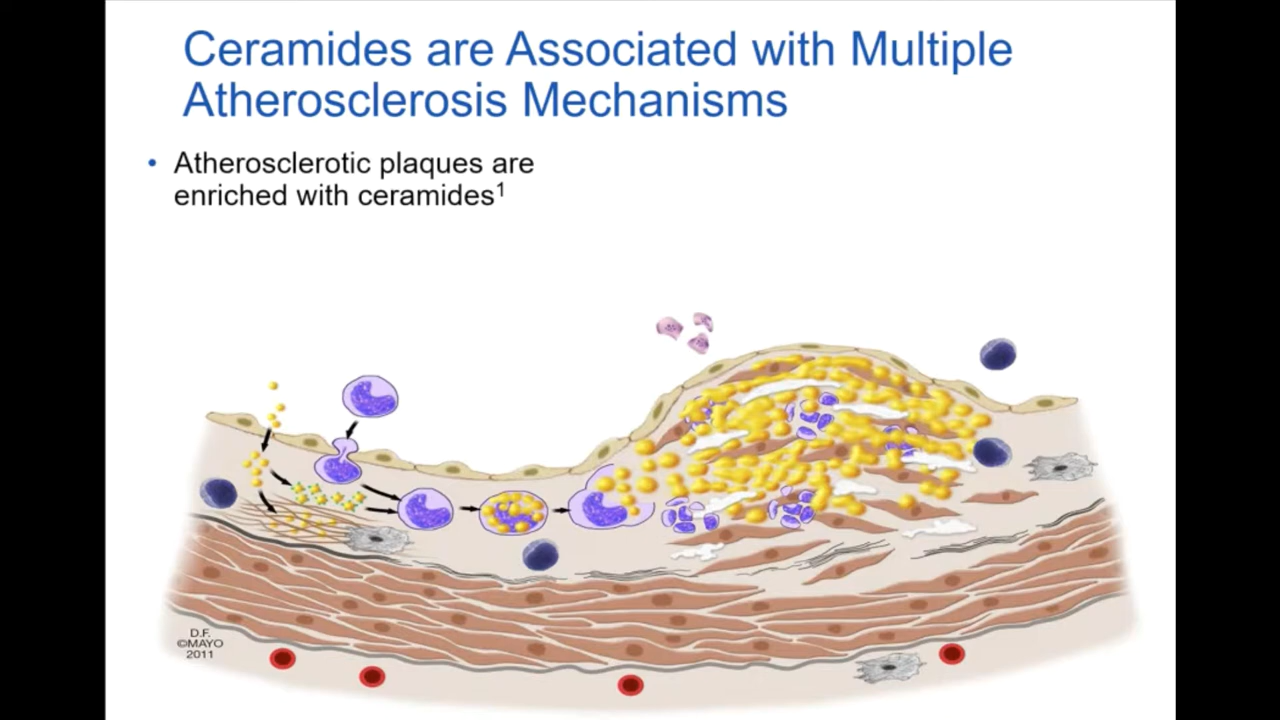 Ceramides are Associated with Multiple
Atherosclerosis Mechanisms
• Atherosclerotic plaques are
enriched with ceramides¹
D.F.
©MAYO
2011